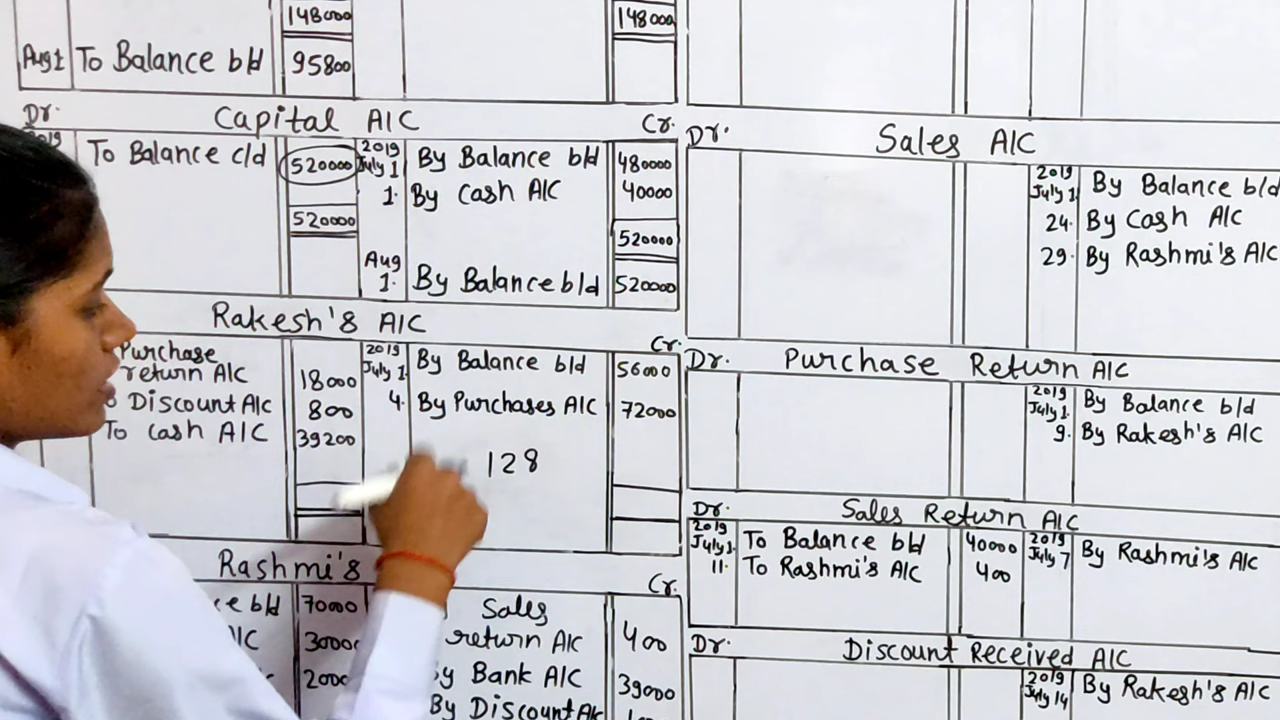 148000 148000
Aug 1 To Balance b/d 95800
Dr. Capital A/C Cr.
2019 To Balance c/d 520000 2019 July 1 By Balance b/d 480000
1. By Cash A/C 40000
520000 520000
Aug 1. By Balance b/d 520000
Rakesh's A/C Cr.
Purchase return A/C 18000 2019 July 1 By Balance b/d 56000
Discount A/C 800 4. By Purchases A/C 72000
To Cash A/C 39200
128
Rashmi's Cr.
ce b/d 70000 Sales
A/C 30000 return A/C 400
2000 By Bank A/C 39000
By Discount A/C
Dr. Sales A/C
2019 July 1 By Balance b/d
24. By Cash A/C
29. By Rashmi's A/C
Dr. Purchase Return A/C
2019 July 1. By Balance b/d
9. By Rakesh's A/C
Dr. Sales Return A/C
2019 July 1. To Balance b/d 40000 2019 July 7 By Rashmi's A/C
11. To Rashmi's A/C 400
Dr. Discount Received A/C
2019 July 14 By Rakesh's A/C